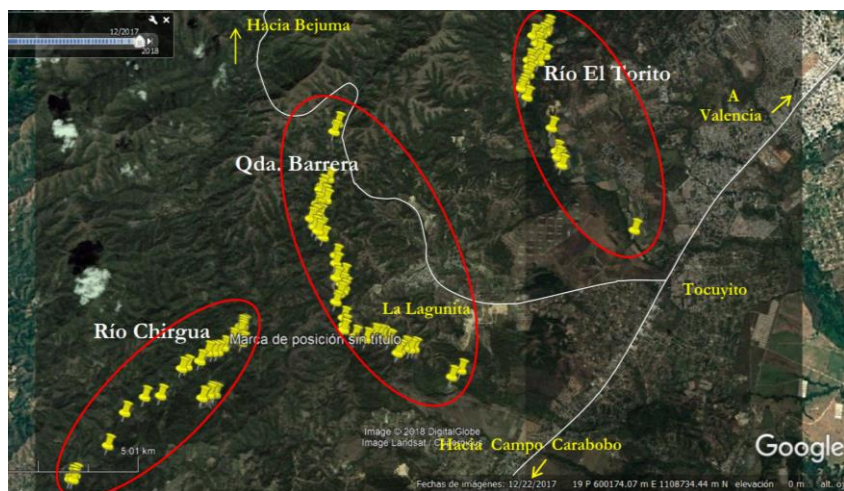 12/2017
2018
Hacia Bejuma
Río El Torito
A
Valencia
Qda. Barrera
La Lagunita
Tocuyito
Río Chirgua
Marca de posición sin título
5.01 km
Image © 2018 DigitalGlobe
Image Landsat /
Hacia Campo Carabobo
Google
Fechas de imágenes: 12/22/2017 19 P 600174.07 m E 1108734.44 m N elevación 0 m alt.